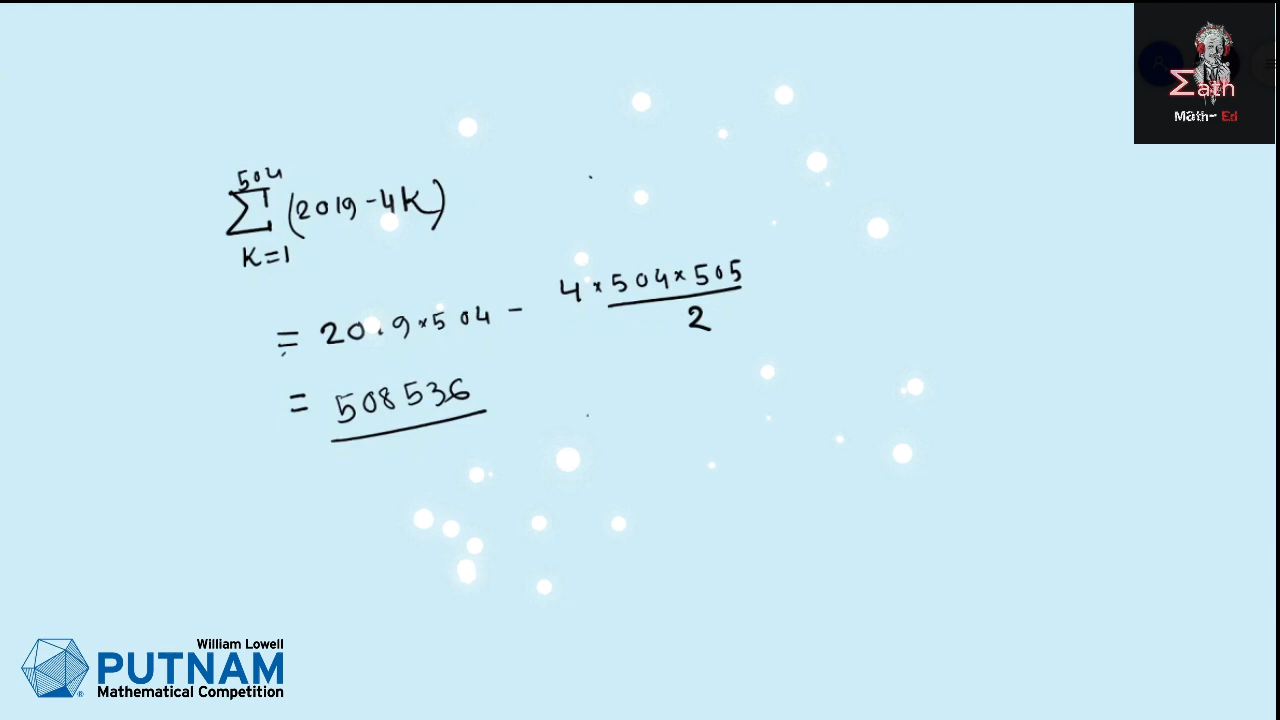 Σath
Math- Ed
504
Σ (2019 - 4K)
K=1
= 2019 × 504 - 4 × 504 × 505
2
= 508536
William Lowell
PUTNAM
Mathematical Competition
®